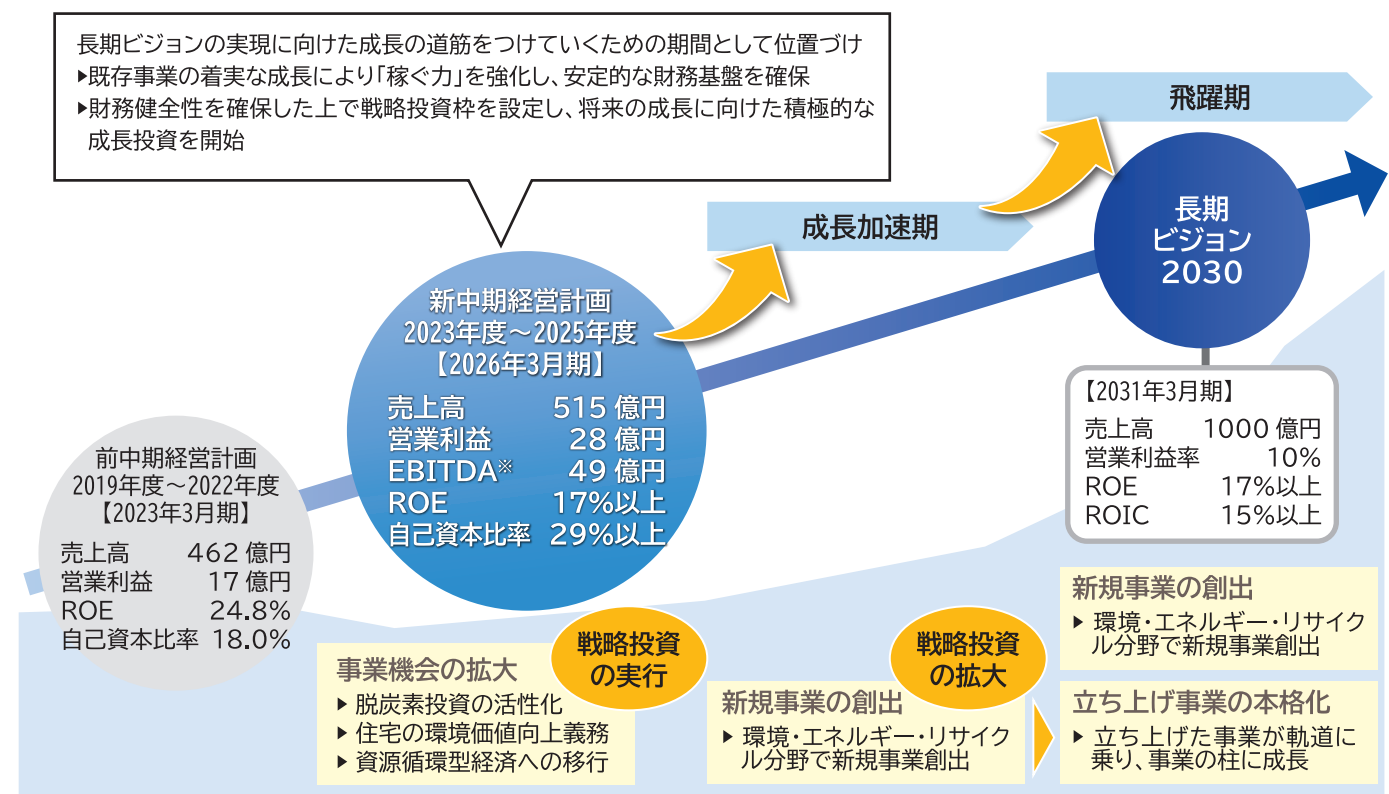 長期ビジョンの実現に向けた成長の道筋をつけていくための期間として位置づけ
▶既存事業の着実な成長により「稼ぐ力」を強化し、安定的な財務基盤を確保
▶財務健全性を確保した上で戦略投資枠を設定し、将来の成長に向けた積極的な
成長投資を開始
飛躍期
成長加速期
長期
ビジョン
2030
新中期経営計画
2023年度～2025年度
【2026年3月期】
売上高 515 億円
営業利益 28 億円
EBITDA※ 49 億円
ROE 17%以上
自己資本比率 29%以上
前中期経営計画
2019年度～2022年度
【2023年3月期】
売上高 462 億円
営業利益 17 億円
ROE 24.8%
自己資本比率 18.0%
【2031年3月期】
売上高 1000 億円
営業利益率 10%
ROE 17%以上
ROIC 15%以上
戦略投資
の実行
事業機会の拡大
▶ 脱炭素投資の活性化
▶ 住宅の環境価値向上義務
▶ 資源循環型経済への移行
戦略投資
の拡大
新規事業の創出
▶ 環境・エネルギー・リサイク
ル分野で新規事業創出
新規事業の創出
▶ 環境・エネルギー・リサイク
ル分野で新規事業創出
立ち上げ事業の本格化
▶ 立ち上げた事業が軌道に
乗り、事業の柱に成長